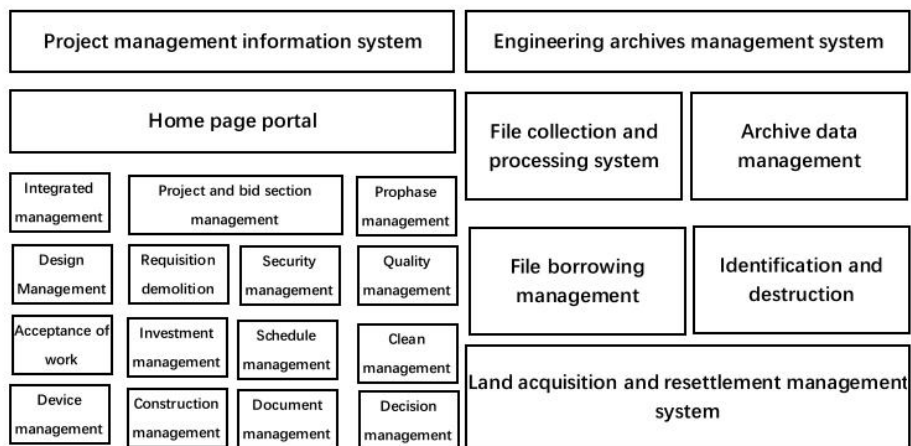 Project management information system
Engineering archives management system
Home page portal
File collection and
processing system
Archive data
management
Integrated
management
Project and bid section
management
Prophase
management
Design
Management
Requisition
demolition
Security
management
Quality
management
File borrowing
management
Identification and
destruction
Acceptance of
work
Investment
management
Schedule
management
Clean
management
Land acquisition and resettlement management
system
Device
management
Construction
management
Document
management
Decision
management